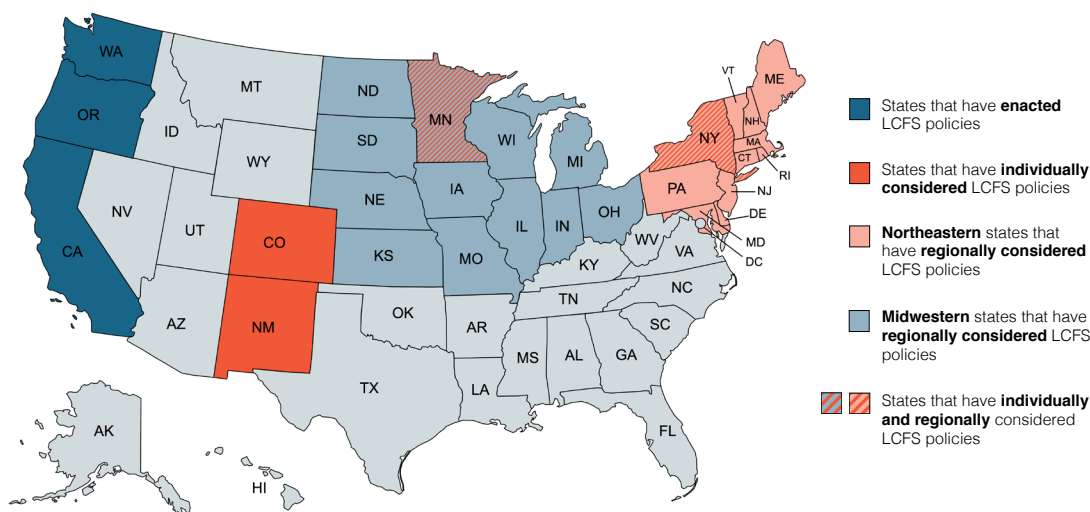 WA
OR
CA
ID
NV
MT
WY
UT
AZ
CO
NM
ND
SD
NE
KS
OK
TX
MN
IA
MO
AR
LA
WI
IL
MI
IN
OH
KY
TN
MS
AL
GA
FL
SC
NC
VA
WV
PA
NY
VT
NH
ME
MA
CT
RI
NJ
DE
MD
DC
AK
HI
States that have enacted
LCFS policies
States that have individually
considered LCFS policies
Northeastern states that
have regionally considered
LCFS policies
Midwestern states that have
regionally considered LCFS
policies
States that have individually
and regionally considered
LCFS policies